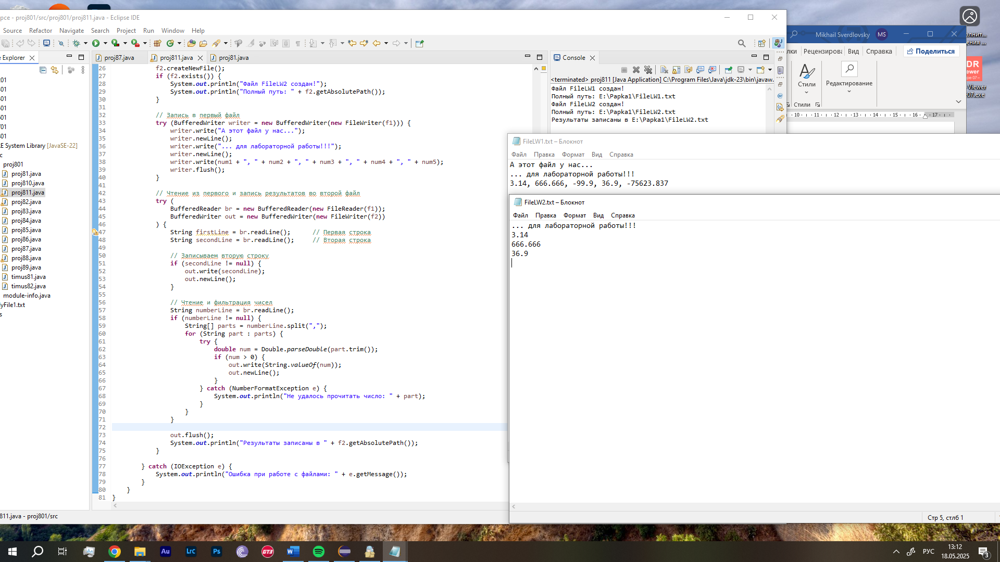 pce - proj801/src/proj801/proj811.java - Eclipse IDE
Source Refactor Navigate Search Project Run Window Help
e Explorer
proj87.java proj811.java proj81.java
01
01
01
01
01
01
01
RE System Library [JavaSE-22]
c
proj801
proj81.java
proj810.java
proj811.java
proj82.java
proj83.java
proj84.java
proj85.java
proj86.java
proj87.java
proj88.java
proj89.java
timus81.java
timus82.java
module-info.java
yFile1.txt
s
26 f2.createNewFile();
27 if (f2.exists()) {
28 System.out.println("Файл FileLW2 создан!");
29 System.out.println("Полный путь: " + f2.getAbsolutePath());
30 }
31
32 // Запись в первый файл
33 try (BufferedWriter writer = new BufferedWriter(new FileWriter(f1))) {
34 writer.write("А этот файл у нас...");
35 writer.newLine();
36 writer.write("... для лабораторной работы!!!");
37 writer.newLine();
38 writer.write(num1 + ", " + num2 + ", " + num3 + ", " + num4 + ", " + num5);
39 writer.flush();
40 }
41
42 // Чтение из первого и запись результатов во второй файл
43 try (
44 BufferedReader br = new BufferedReader(new FileReader(f1));
45 BufferedWriter out = new BufferedWriter(new FileWriter(f2))
46 ) {
47 String firstLine = br.readLine(); // Первая строка
48 String secondLine = br.readLine(); // Вторая строка
49
50 // Записываем вторую строку
51 if (secondLine != null) {
52 out.write(secondLine);
53 out.newLine();
54 }
55
56 // Чтение и фильтрация чисел
57 String numberLine = br.readLine();
58 if (numberLine != null) {
59 String[] parts = numberLine.split(",");
60 for (String part : parts) {
61 try {
62 double num = Double.parseDouble(part.trim());
63 if (num > 0) {
64 out.write(String.valueOf(num));
65 out.newLine();
66 }
67 } catch (NumberFormatException e) {
68 System.out.println("Не удалось прочитать число: " + part);
69 }
70 }
71 }
72
73 out.flush();
74 System.out.println("Результаты записаны в " + f2.getAbsolutePath());
75 }
76
77 } catch (IOException e) {
78 System.out.println("Ошибка при работе с файлами: " + e.getMessage());
79 }
80 }
81 }
811.java - proj801/src
Console
<terminated> proj811 [Java Application] C:\Program Files\Java\jdk-23\bin\javaw.
Файл FileLW1 создан!
Полный путь: E:\Papka1\FileLW1.txt
Файл FileLW2 создан!
Полный путь: E:\Papka1\FileLW2.txt
Результаты записаны в E:\Papka1\FileLW2.txt
Mikhail Sverdlovsky MS
лки Рецензирова Вид Справка Поделиться
Стили Редактирование
Стили
10 11 12 13 14 15 16 17
FileLW1.txt – Блокнот
Файл Правка Формат Вид Справка
А этот файл у нас...
... для лабораторной работы!!!
3.14, 666.666, -99.9, 36.9, -75623.837
FileLW2.txt – Блокнот
Файл Правка Формат Вид Справка
... для лабораторной работы!!!
3.14
666.666
36.9
Стр 5, стлб 1
DR
Viewer
07.exe
Au Lrc Ps GT3
РУС
13:12
18.05.2025
3